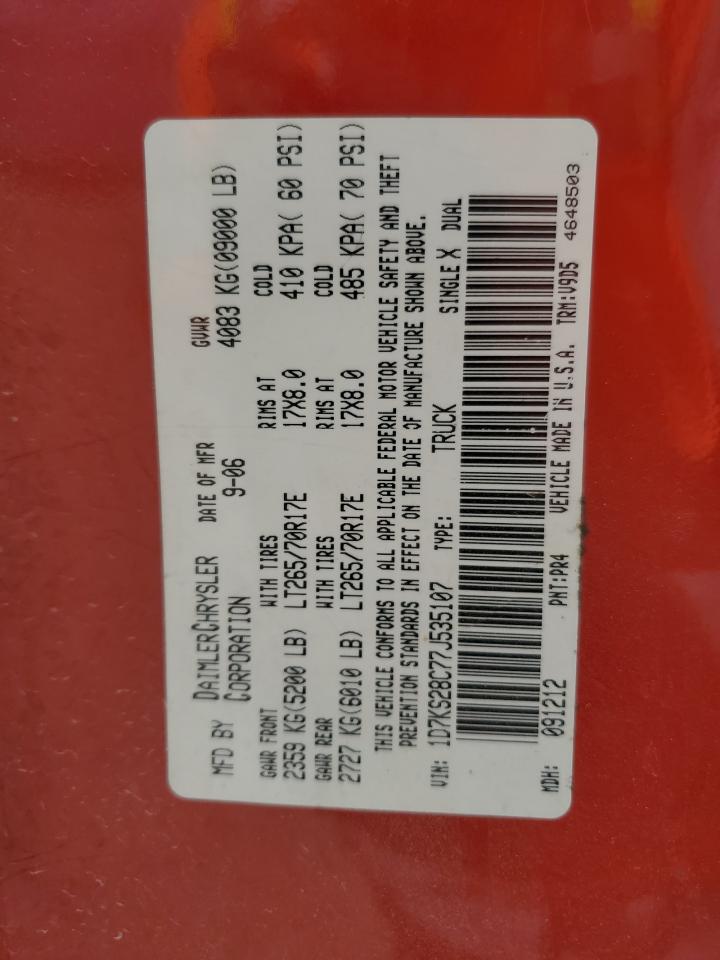 MFD BY DAIMLERCHRYSLER CORPORATION DATE OF MFR 9-06 GVWR 4083 KG(09000 LB)
GAWR FRONT WITH TIRES RIMS AT COLD
2359 KG(5200 LB) LT265/70R17E 17X8.0 410 KPA( 60 PSI)
GAWR REAR WITH TIRES RIMS AT COLD
2727 KG(6010 LB) LT265/70R17E 17X8.0 485 KPA( 70 PSI)
THIS VEHICLE CONFORMS TO ALL APPLICABLE FEDERAL MOTOR VEHICLE SAFETY AND THEFT
PREVENTION STANDARDS IN EFFECT ON THE DATE OF MANUFACTURE SHOWN ABOVE.
VIN: 1D7KS28C77J535107 TYPE: TRUCK SINGLE X DUAL
MDH: 091212 PNT:PR4 VEHICLE MADE IN U.S.A. TRM:V9D5 4648503